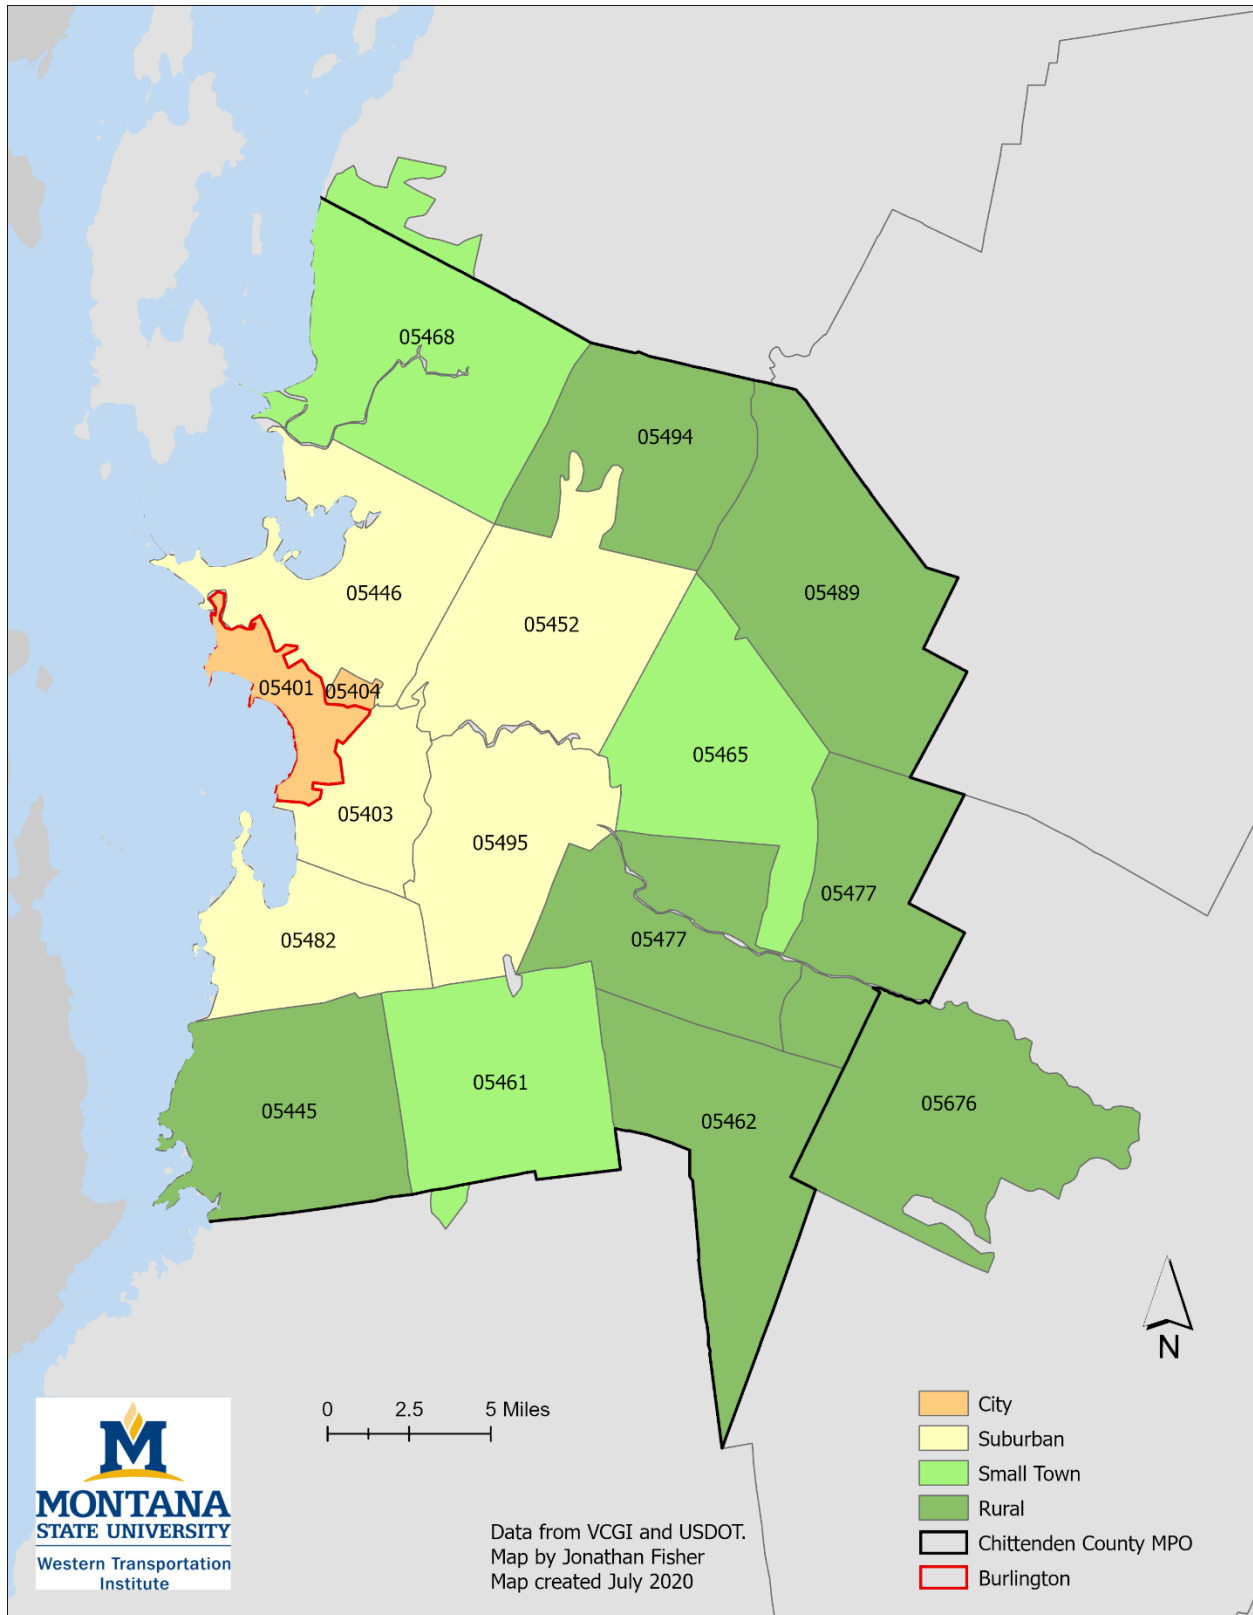 05468
05494
05489
05446
05452
05401
05404
05465
05403
05495
05477
05477
05482
05461
05445
05462
05676
N
0 2.5 5 Miles
City
Suburban
Small Town
Rural
Chittenden County MPO
Burlington
M
MONTANA
STATE UNIVERSITY
Western Transportation
Institute
Data from VCGI and USDOT.
Map by Jonathan Fisher
Map created July 2020